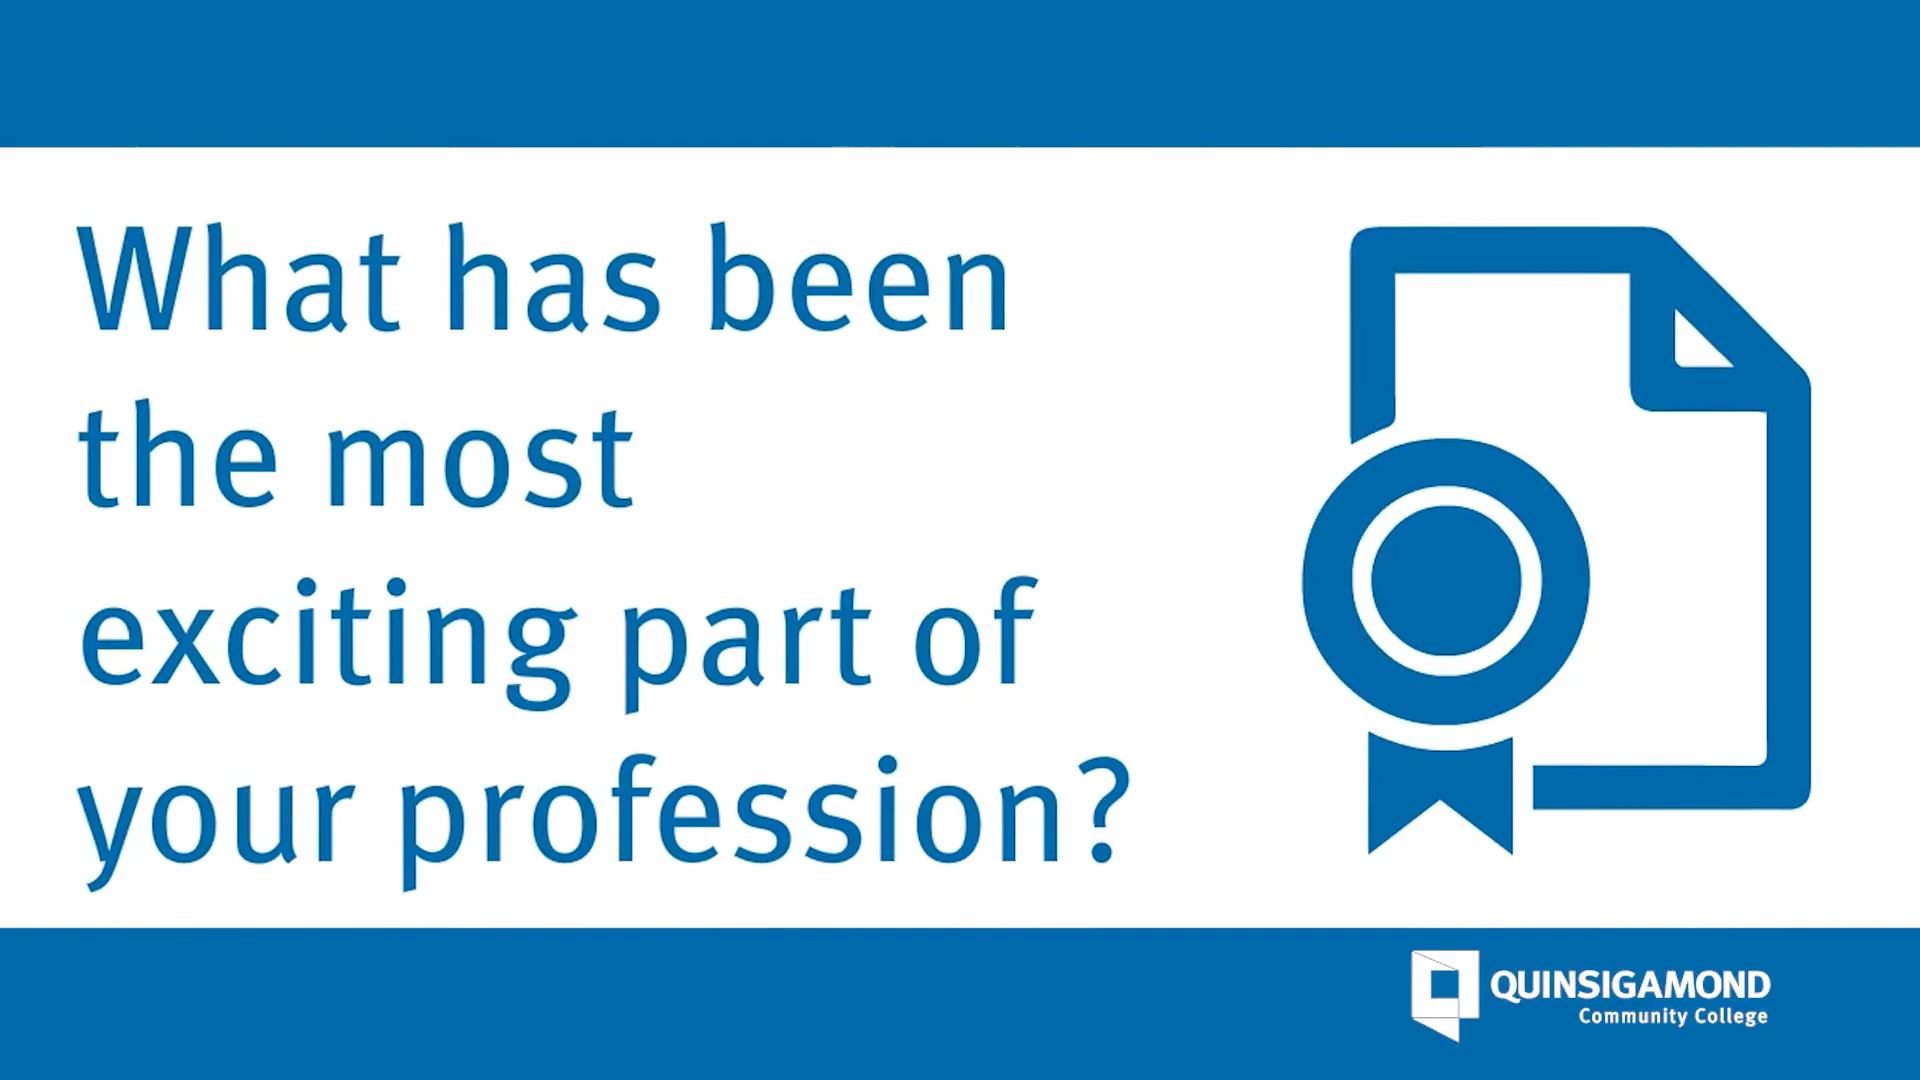 What has been
the most
exciting part of
your profession?
QUINSIGAMOND
Community College